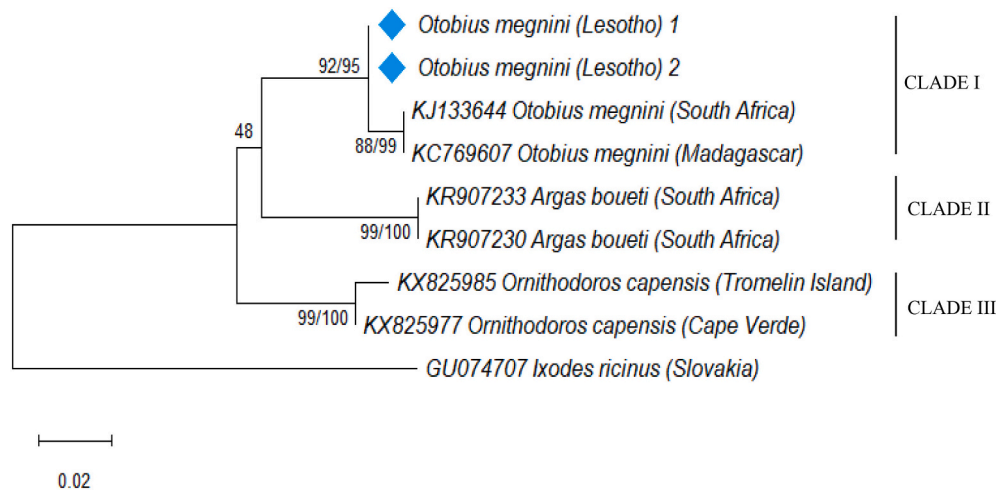 Otobius megnini (Lesotho) 1
92/95
Otobius megnini (Lesotho) 2
CLADE I
KJ133644 Otobius megnini (South Africa)
48
88/99
KC769607 Otobius megnini (Madagascar)
KR907233 Argas boueti (South Africa)
CLADE II
99/100
KR907230 Argas boueti (South Africa)
KX825985 Ornithodoros capensis (Tromelin Island)
CLADE III
99/100
KX825977 Ornithodoros capensis (Cape Verde)
GU074707 Ixodes ricinus (Slovakia)
0.02